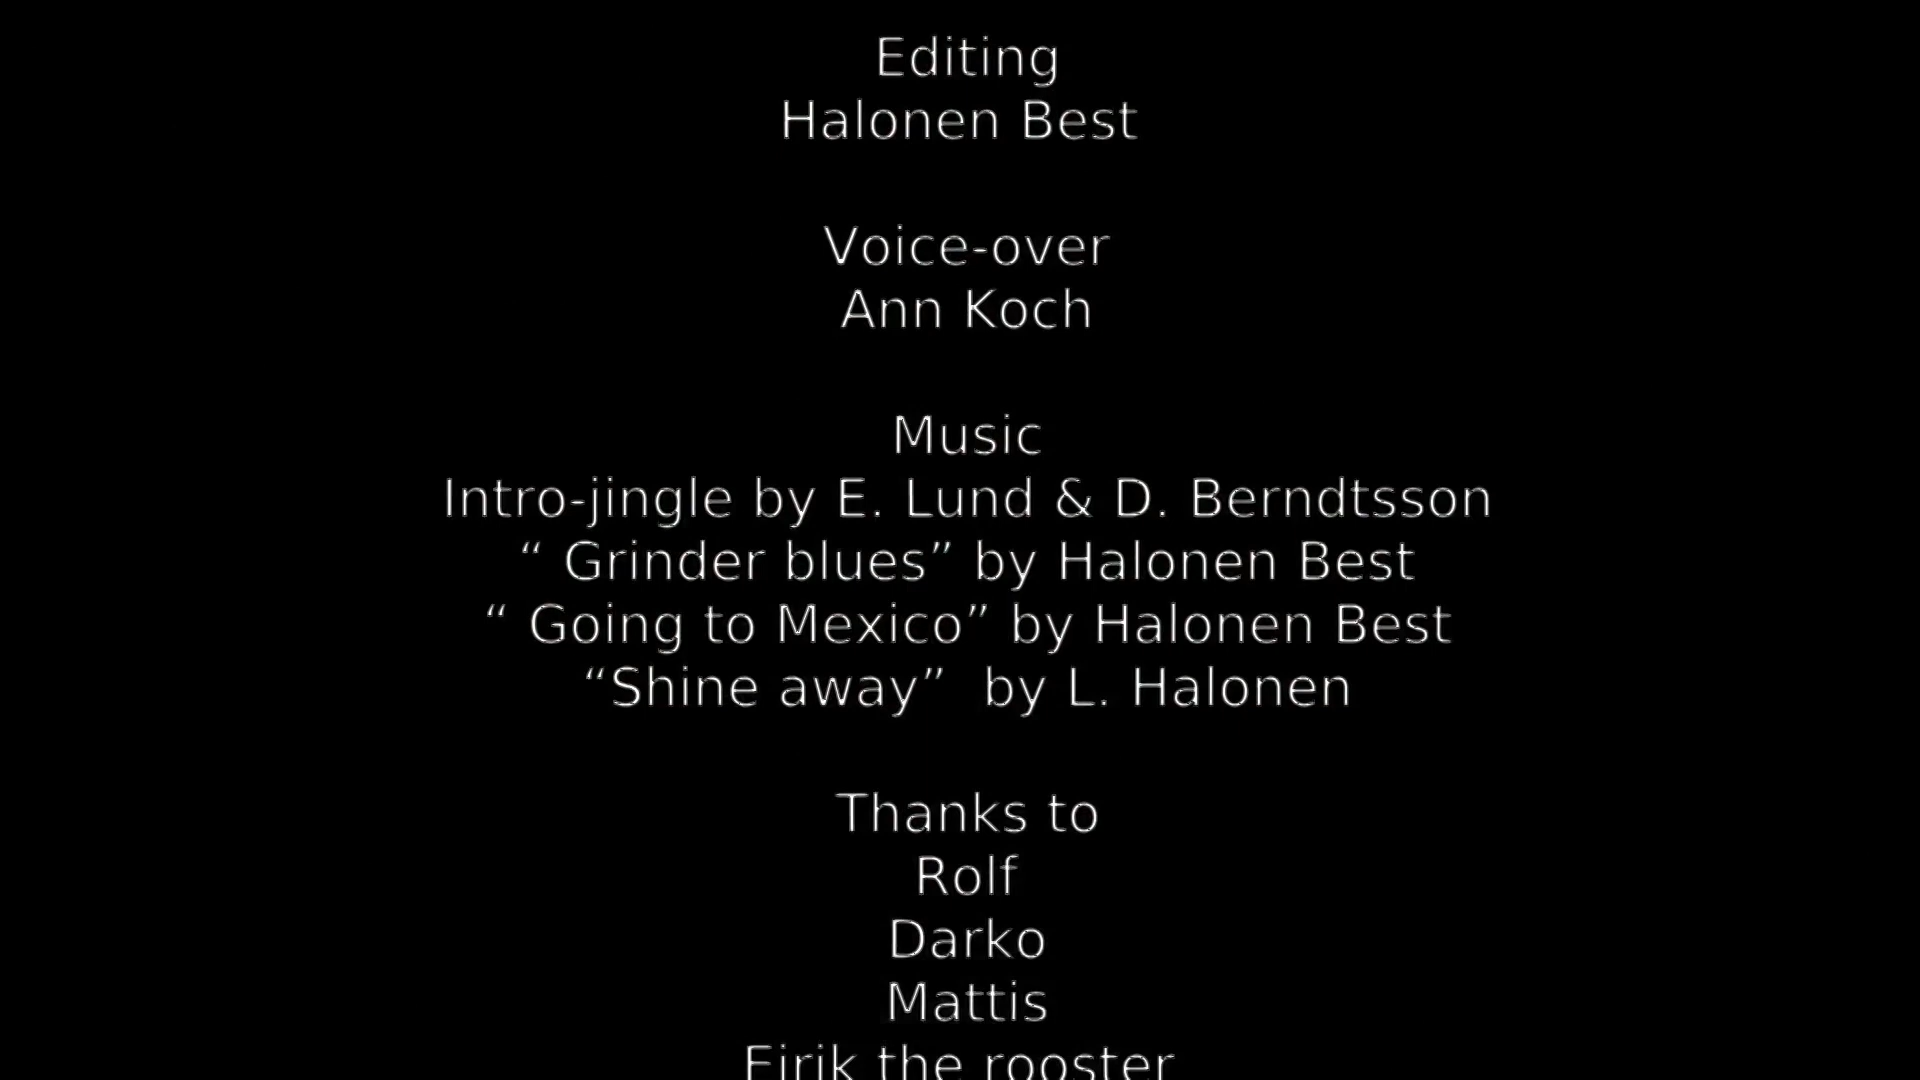 Editing
Halonen Best
Voice-over
Ann Koch
Music
Intro-jingle by E. Lund & D. Berndtsson
“ Grinder blues” by Halonen Best
“ Going to Mexico” by Halonen Best
“Shine away”  by L. Halonen
Thanks to
Rolf
Darko
Mattis
Eirik the rooster